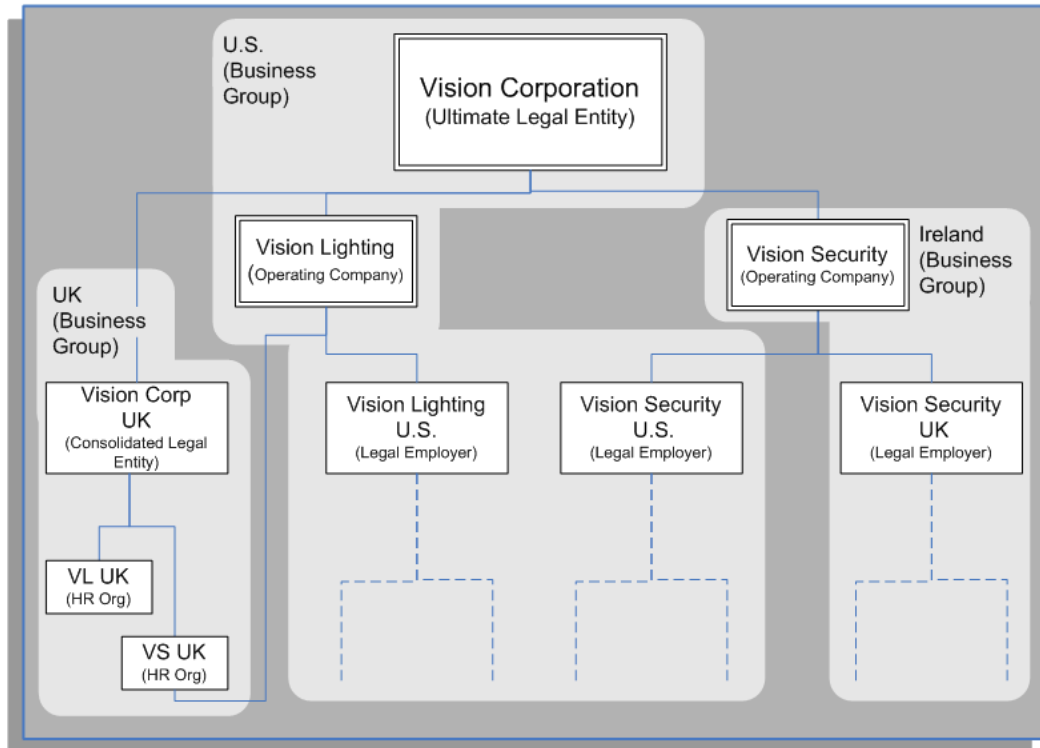 U.S.
(Business
Group)
Vision Corporation
(Ultimate Legal Entity)
Vision Lighting
(Operating Company)
Vision Security
(Operating Company)
Ireland
(Business
Group)
UK
(Business
Group)
Vision Corp
UK
(Consolidated Legal
Entity)
Vision Lighting
U.S.
(Legal Employer)
Vision Security
U.S.
(Legal Employer)
Vision Security
UK
(Legal Employer)
VL UK
(HR Org)
VS UK
(HR Org)